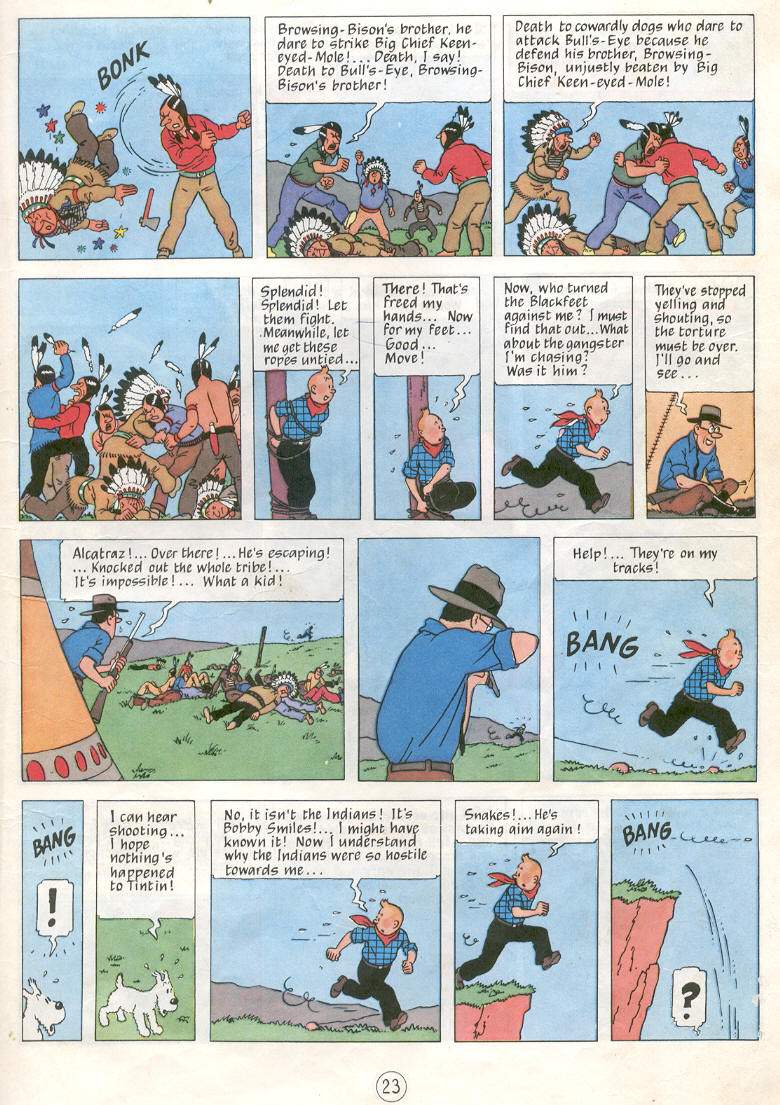 BONK
Browsing-Bison's brother, he
dare to strike Big Chief Keen-
eyed-Mole!... Death, I say!
Death to Bull's-Eye, Browsing-
Bison's brother!
Death to cowardly dogs who dare to
attack Bull's-Eye because he
defend his brother, Browsing-
Bison, unjustly beaten by Big
Chief Keen-eyed-Mole!
Splendid!
Splendid! Let
them fight.
Meanwhile, let
me get these
ropes untied...
There! That's
freed my
hands... Now
for my feet...
Good...
Move!
Now, who turned
the Blackfeet
against me? I must
find that out...What
about the gangster
I'm chasing?
Was it him?
They've stopped
yelling and
shouting, so
the torture
must be over.
I'll go and
see...
Alcatraz!... Over there!...He's escaping!
... Knocked out the whole tribe!...
It's impossible!... What a kid!
Help!... They're on my
tracks!
BANG
BANG
!
I can hear
shooting...
I hope
nothing's
happened
to Tintin!
No, it isn't the Indians! It's
Bobby Smiles!... I might have
known it! Now I understand
why the Indians were so hostile
towards me...
Snakes!... He's
taking aim again!
BANG
?
23